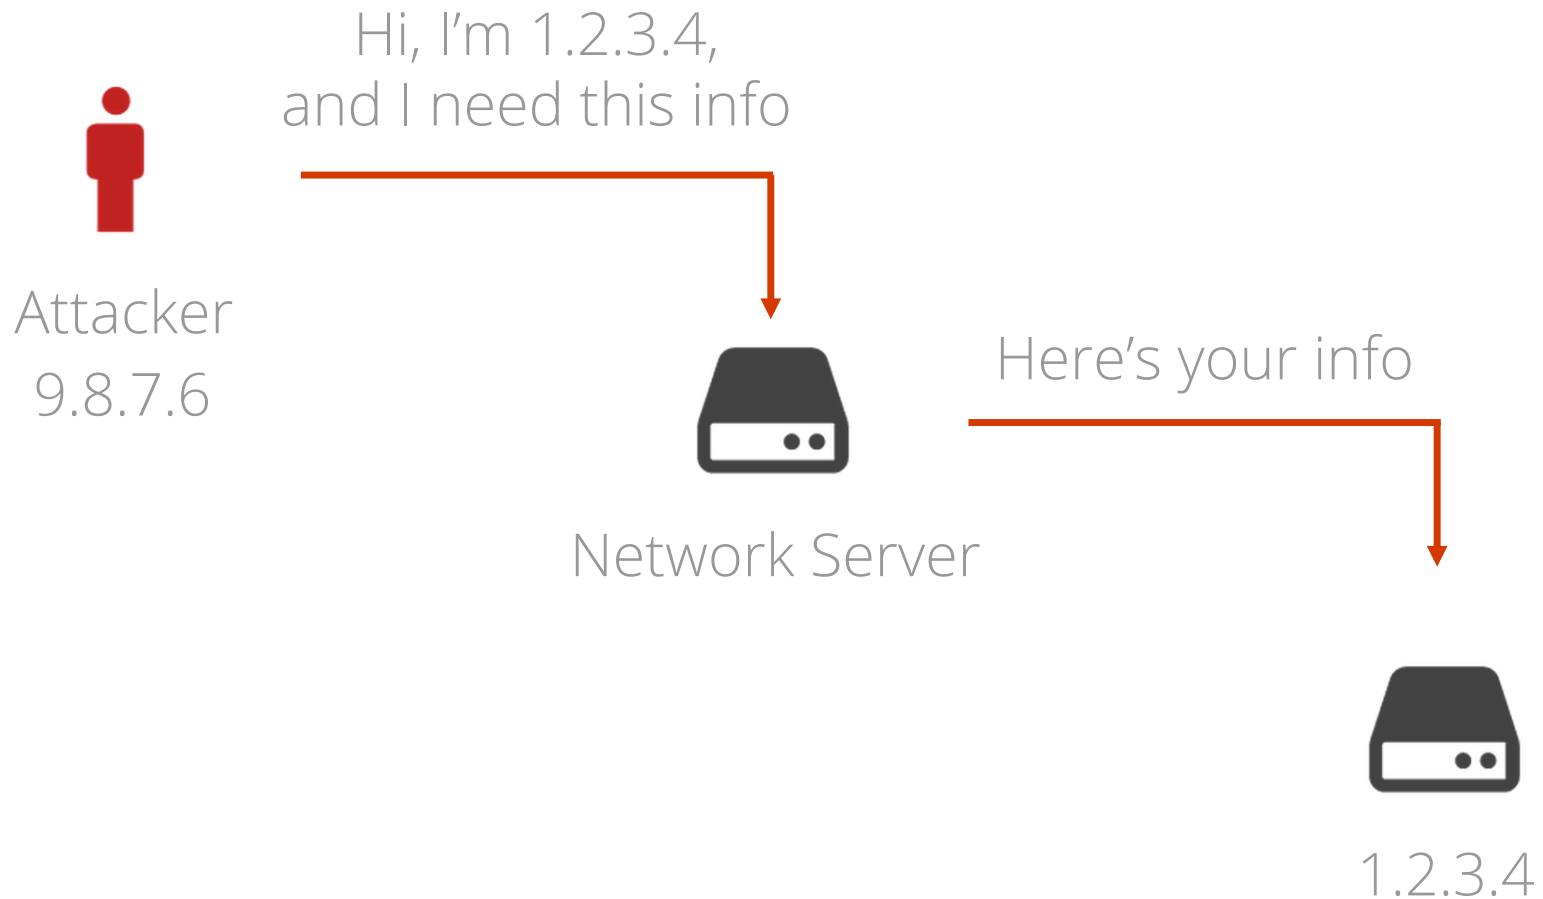 Hi, I’m 1.2.3.4,
and I need this info
Attacker
9.8.7.6
Here’s your info
Network Server
1.2.3.4